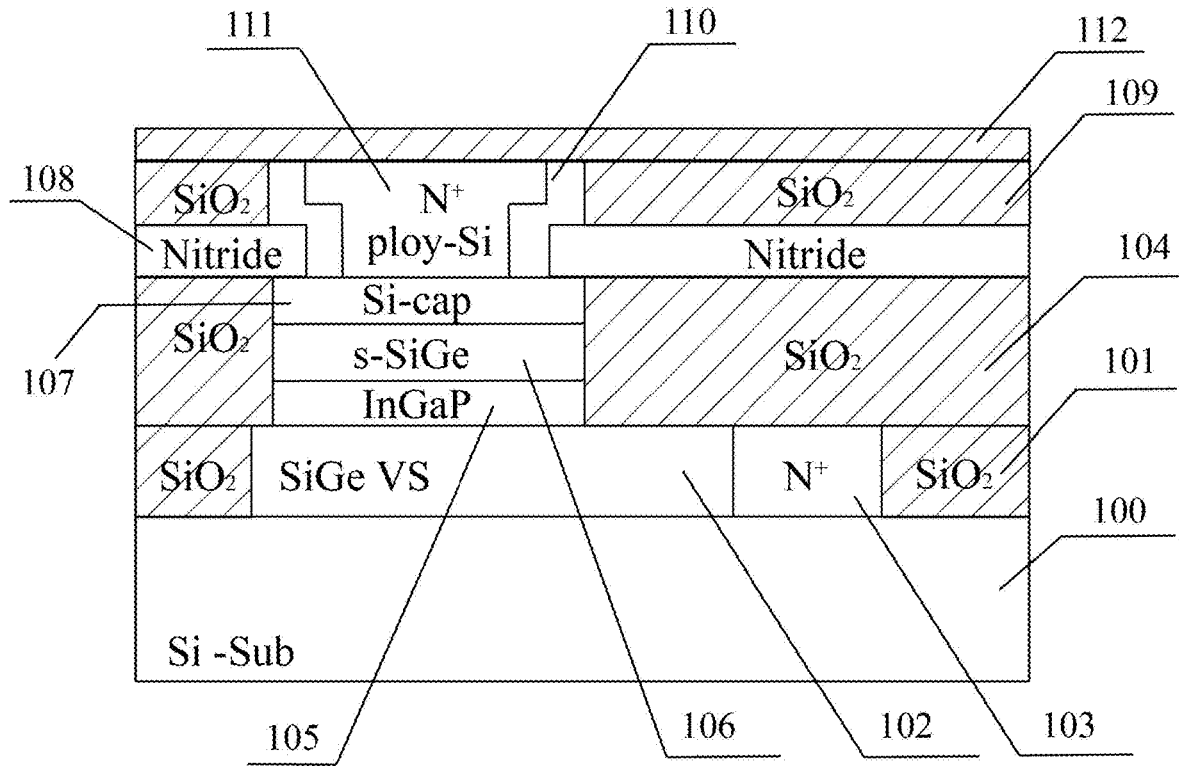 111
110
112
109
108
SiO₂
N⁺
ploy-Si
SiO₂
Nitride
Nitride
104
Si-cap
SiO₂
s-SiGe
SiO₂
107
101
InGaP
SiO₂
SiGe VS
N⁺
SiO₂
100
Si -Sub
105
106
102
103